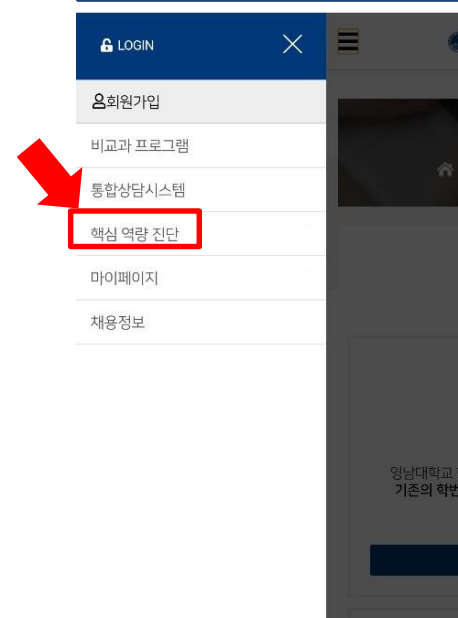 LOGIN
회원가입
비교과 프로그램
통합상담시스템
핵심 역량 진단
마이페이지
채용정보
영남대학교
기존의 학번